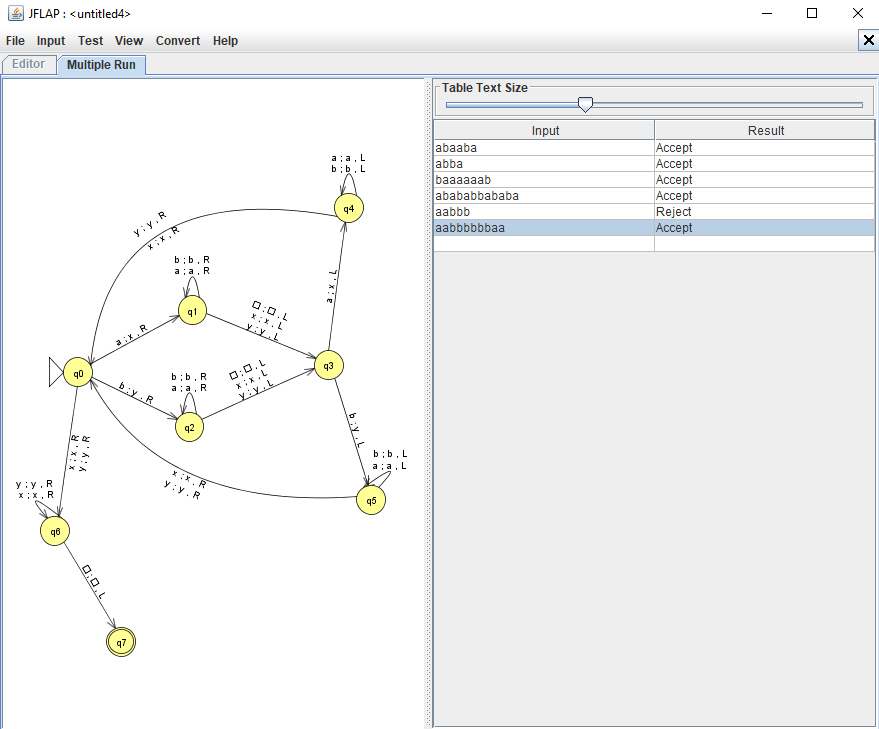 JFLAP : <untitled4>
File Input Test View Convert Help
Editor Multiple Run
Table Text Size
Input Result
abaaba Accept
abba Accept
baaaaaab Accept
abababbababa Accept
aabbb Reject
aabbbbbbaa Accept
a ; a , L
b ; b , L
q4
y ; y , R
x ; x , R
b ; b , R
a ; a , R
q1
□ ; □ , L
x ; x , L
y ; y , L
a ; x , L
a ; x , R
q3
q0
b ; y , R
b ; b , R
a ; a , R
q2
□ ; □ , L
x ; x , L
y ; y , L
b ; y , L
x ; x , R
y ; y , R
b ; b , L
a ; a , L
q5
x ; x , R
y ; y , R
y ; y , R
x ; x , R
q6
□ ; □ , L
q7